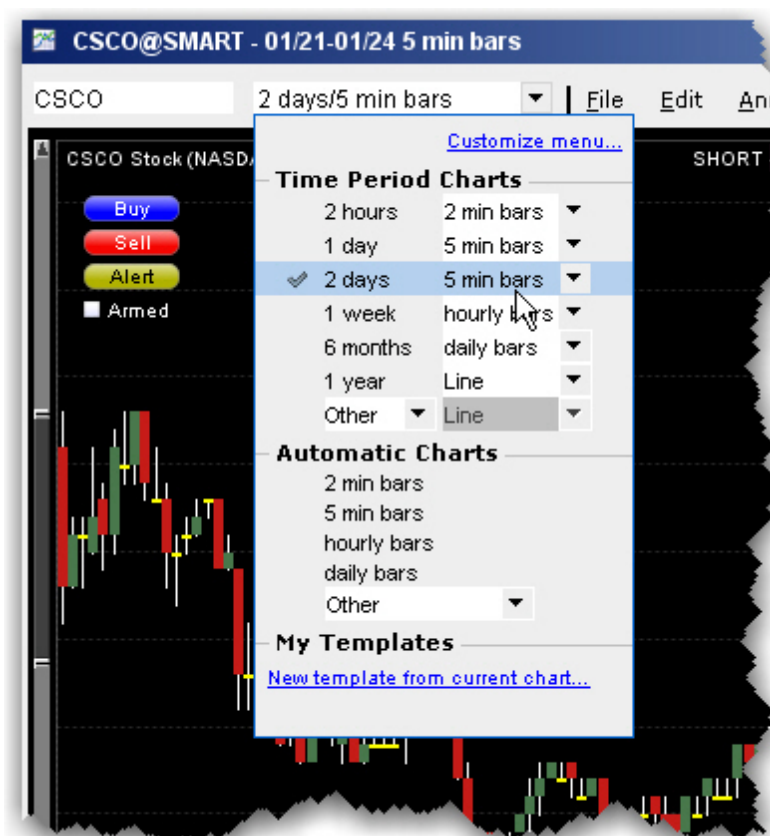 CSCO@SMART - 01/21-01/24 5 min bars
CSCO 2 days/5 min bars File Edit
Customize menu...
CSCO Stock SHORT
Time Period Charts
Buy 2 hours 2 min bars
Sell 1 day 5 min bars
Alert 2 days 5 min bars
Armed 1 week hourly bars
6 months daily bars
1 year Line
Other Line
Automatic Charts
2 min bars
5 min bars
hourly bars
daily bars
Other
My Templates
New template from current chart...